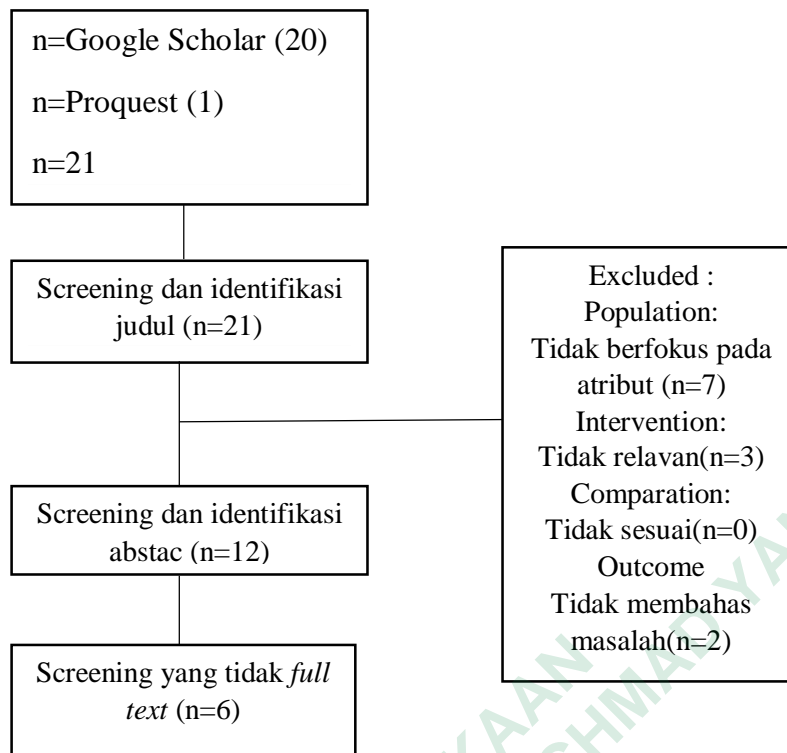 n=Google Scholar (20)
n=Proquest (1)
n=21
Screening dan identifikasi
judul (n=21)
Excluded :
Population:
Tidak berfokus pada
atribut (n=7)
Intervention:
Tidak relavan(n=3)
Comparation:
Tidak sesuai(n=0)
Outcome
Tidak membahas
masalah(n=2)
Screening dan identifikasi
abstac (n=12)
Screening yang tidak full
text (n=6)